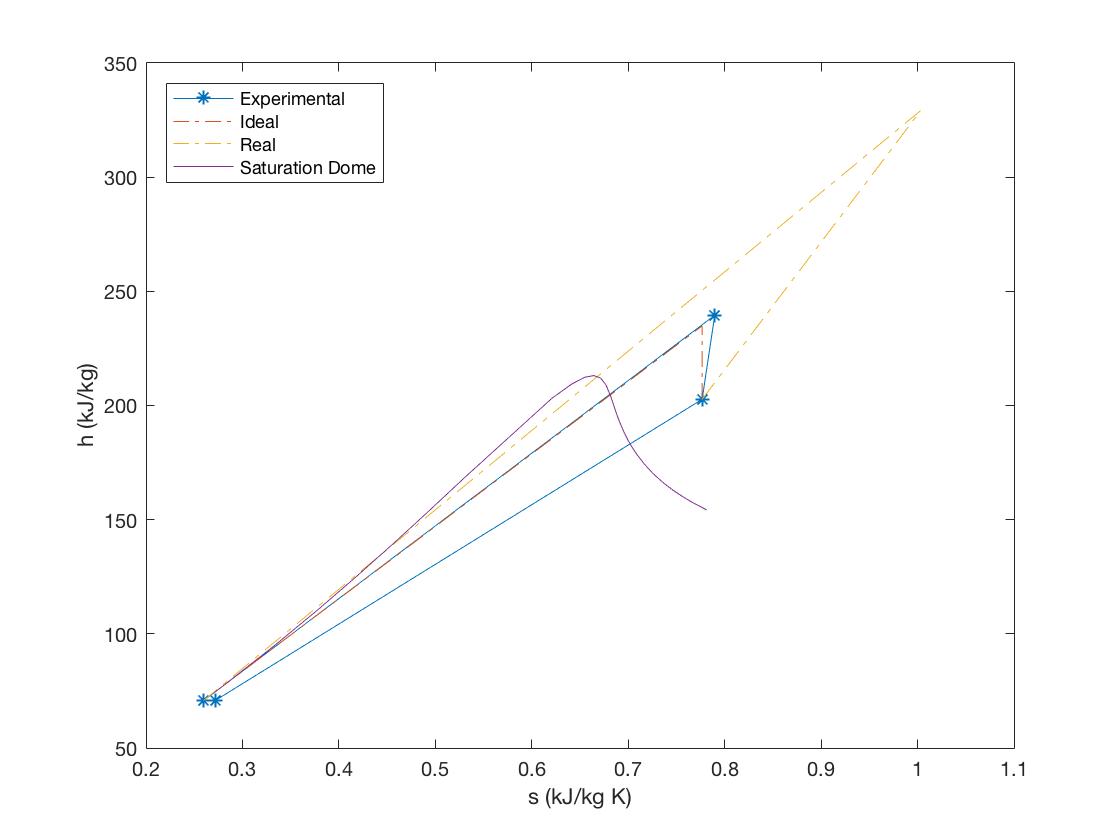 350
300
250
200
150
100
50
h (kJ/kg)
Experimental
Ideal
Real
Saturation Dome
0.2 0.3 0.4 0.5 0.6 0.7 0.8 0.9 1 1.1
s (kJ/kg K)